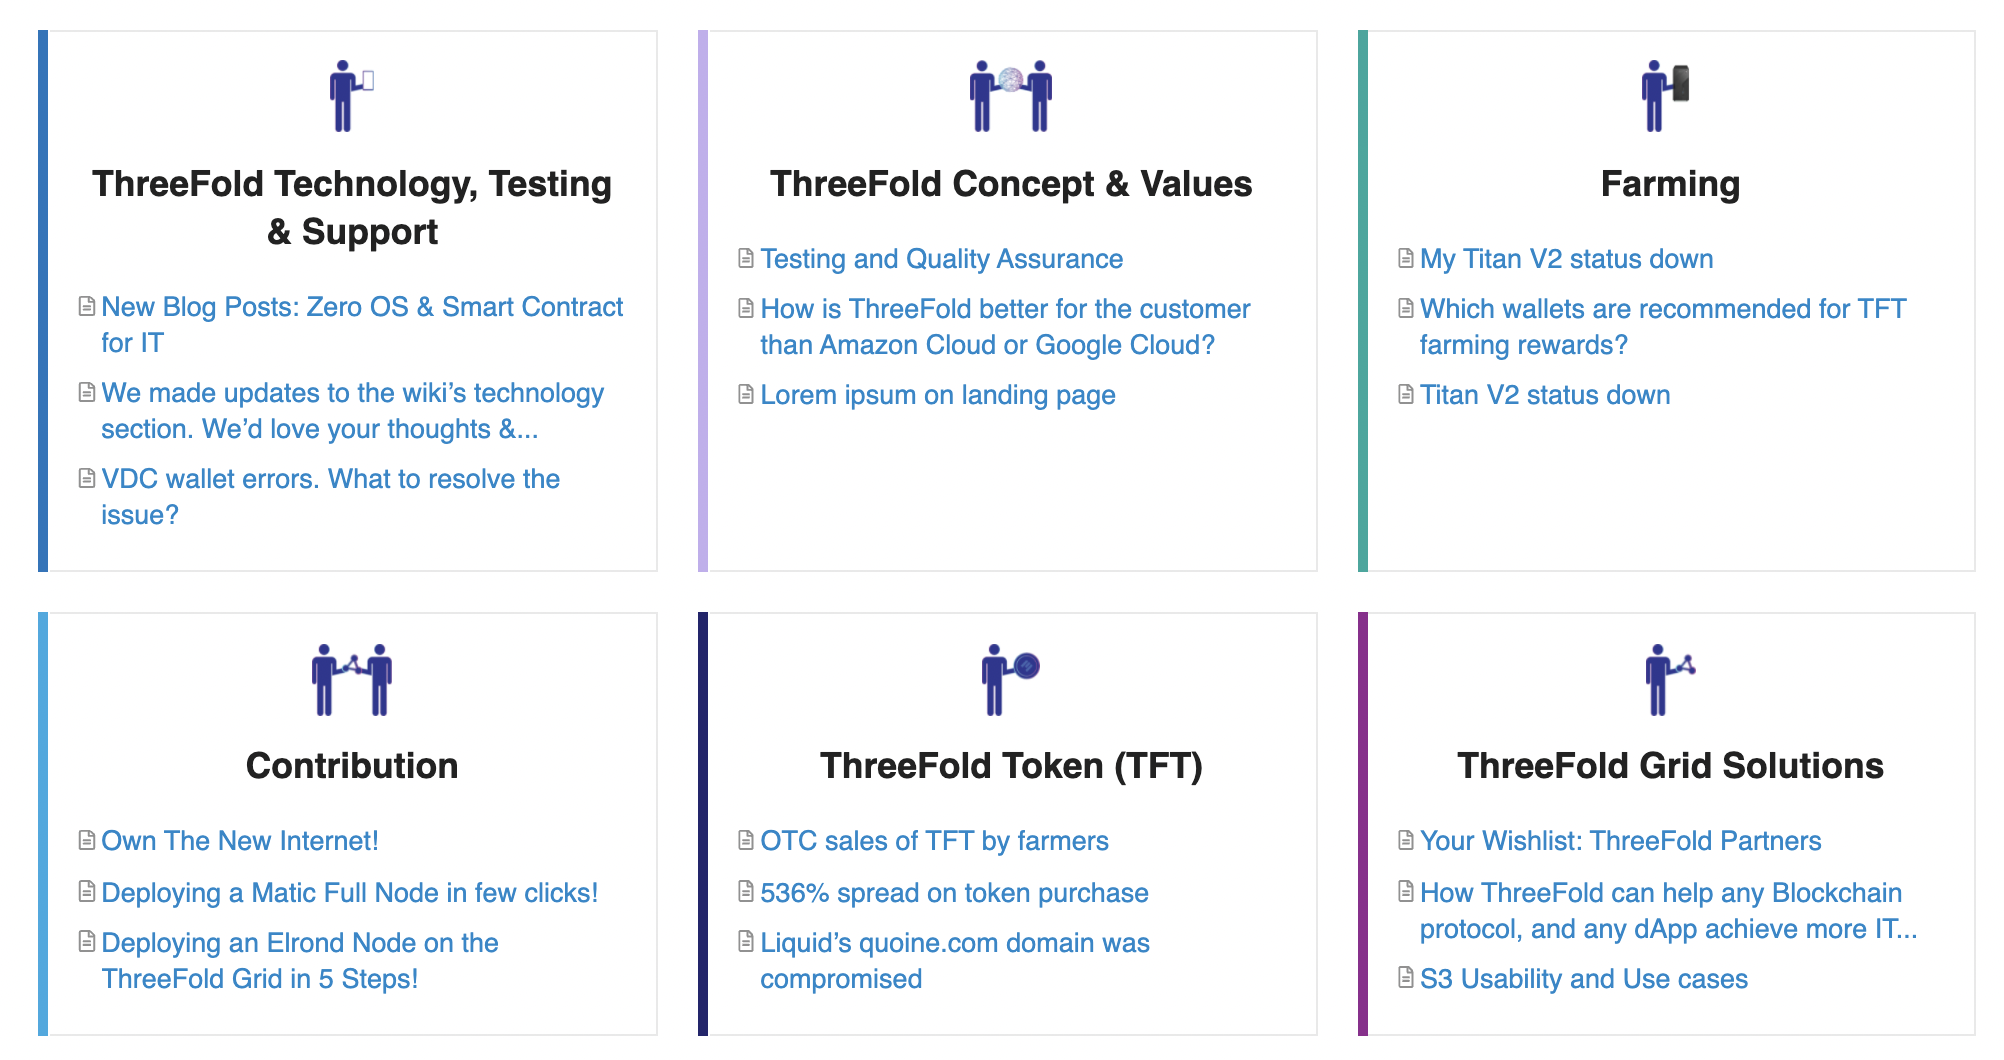 ThreeFold Technology, Testing
& Support
New Blog Posts: Zero OS & Smart Contract
for IT
We made updates to the wiki’s technology
section. We’d love your thoughts &...
VDC wallet errors. What to resolve the
issue?
ThreeFold Concept & Values
Testing and Quality Assurance
How is ThreeFold better for the customer
than Amazon Cloud or Google Cloud?
Lorem ipsum on landing page
Farming
My Titan V2 status down
Which wallets are recommended for TFT
farming rewards?
Titan V2 status down
Contribution
Own The New Internet!
Deploying a Matic Full Node in few clicks!
Deploying an Elrond Node on the
ThreeFold Grid in 5 Steps!
ThreeFold Token (TFT)
OTC sales of TFT by farmers
536% spread on token purchase
Liquid’s quoine.com domain was
compromised
ThreeFold Grid Solutions
Your Wishlist: ThreeFold Partners
How ThreeFold can help any Blockchain
protocol, and any dApp achieve more IT...
S3 Usability and Use cases